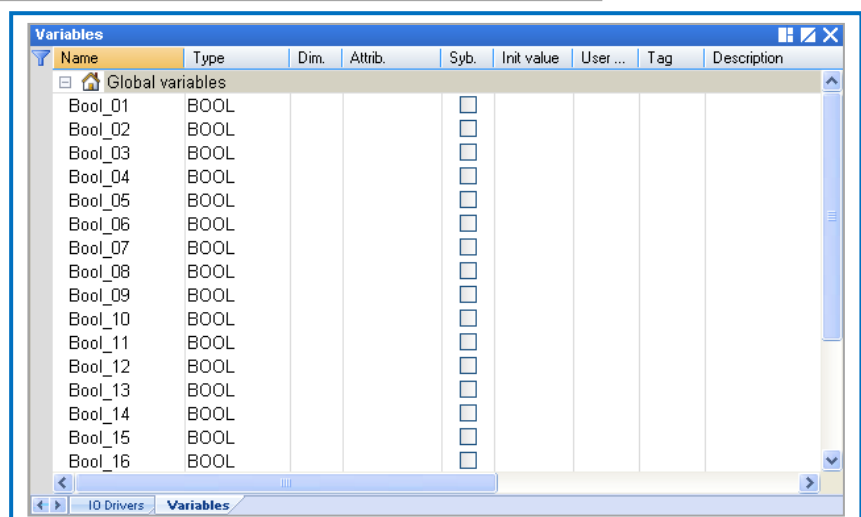 Variables
Name Type Dim. Attrib. Syb. Init value User ... Tag Description
Global variables
Bool_01 BOOL
Bool_02 BOOL
Bool_03 BOOL
Bool_04 BOOL
Bool_05 BOOL
Bool_06 BOOL
Bool_07 BOOL
Bool_08 BOOL
Bool_09 BOOL
Bool_10 BOOL
Bool_11 BOOL
Bool_12 BOOL
Bool_13 BOOL
Bool_14 BOOL
Bool_15 BOOL
Bool_16 BOOL
IO Drivers Variables